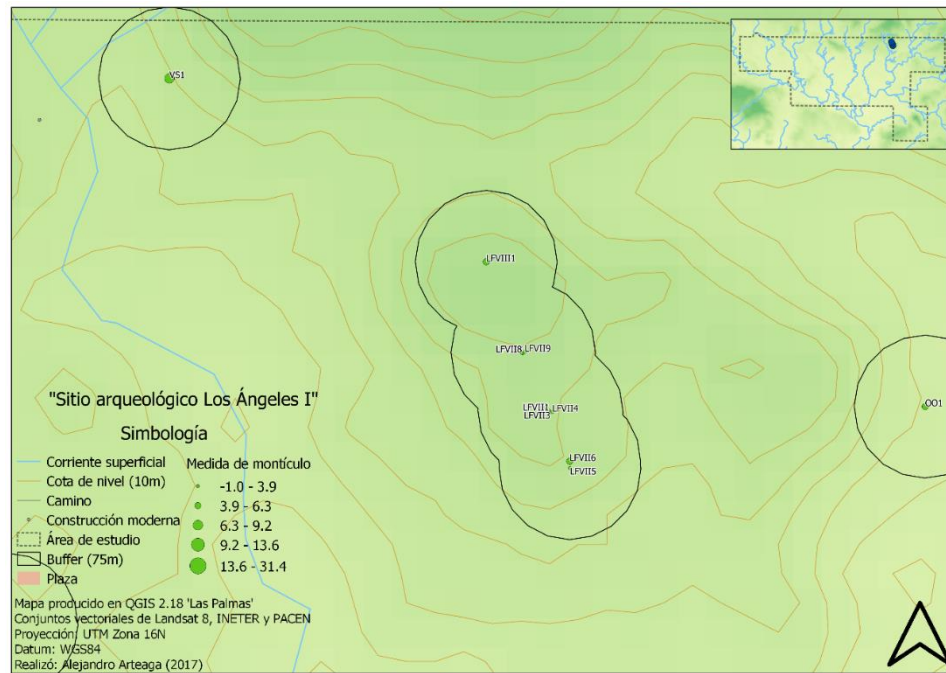 VS1
LFVIII1
LFVII8 LFVII9
LFVII1 LFVII4
LFVII3
OO1
LFVII6
LFVII5
"Sitio arqueológico Los Ángeles I"
Simbología
Corriente superficial
Cota de nivel (10m)
Camino
Construcción moderna
Área de estudio
Buffer (75m)
Plaza
Medida de montículo
-1.0 - 3.9
3.9 - 6.3
6.3 - 9.2
9.2 - 13.6
13.6 - 31.4
Mapa producido en QGIS 2.18 'Las Palmas'
Conjuntos vectoriales de Landsat 8, INETER y PACEN
Proyección: UTM Zona 16N
Datum: WGS84
Realizó: Alejandro Arteaga (2017)